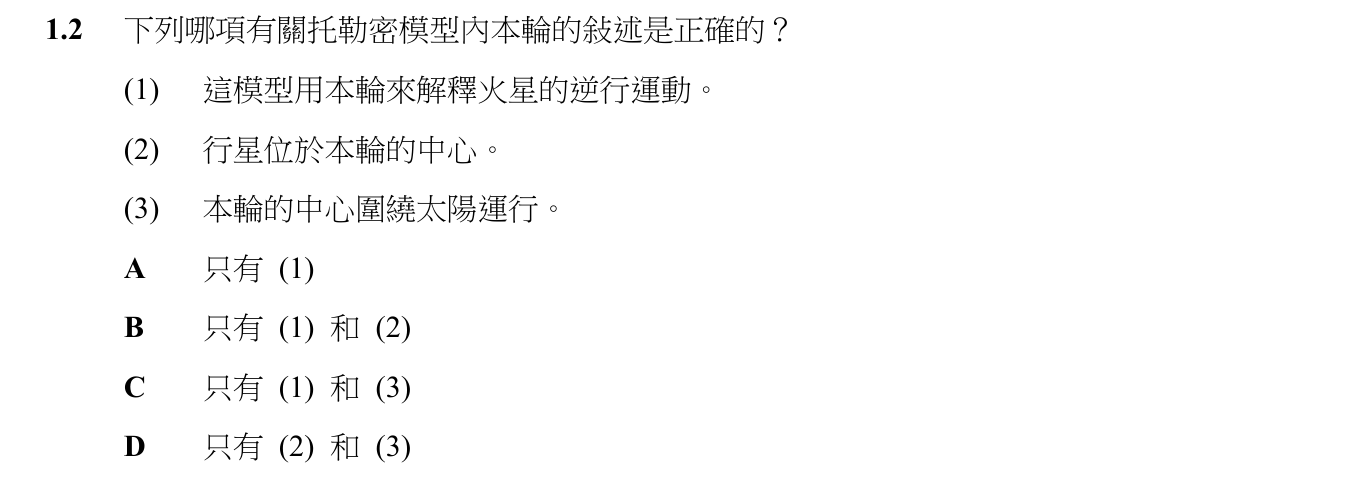 1.2 下列哪項有關托勒密模型內本輪的敍述是正確的？
(1) 這模型用本輪來解釋火星的逆行運動。
(2) 行星位於本輪的中心。
(3) 本輪的中心圍繞太陽運行。
A 只有 (1)
B 只有 (1) 和 (2)
C 只有 (1) 和 (3)
D 只有 (2) 和 (3)